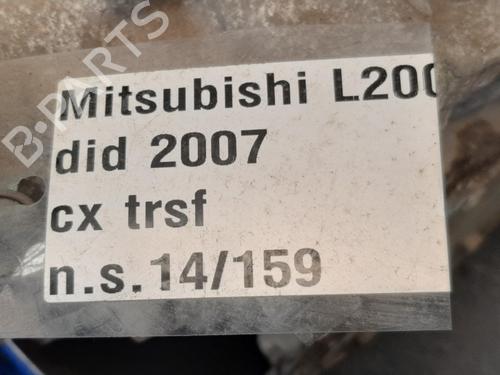 B-PARTS
Mitsubishi L200
did 2007
cx trsf
n.s.14/159